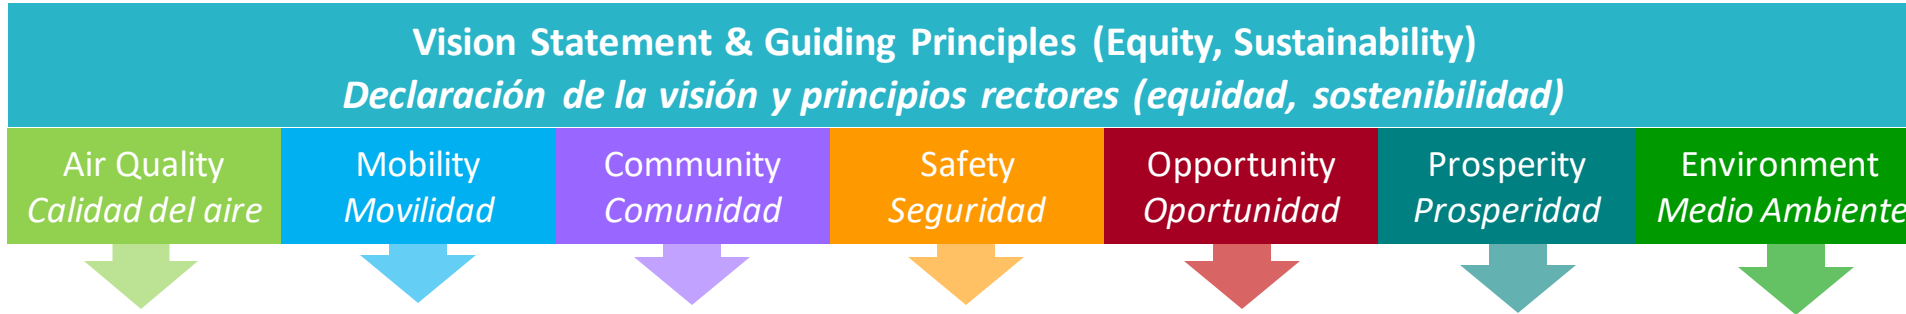 Vision Statement & Guiding Principles (Equity, Sustainability)
Declaración de la visión y principios rectores (equidad, sostenibilidad)
Air Quality
Calidad del aire
Mobility
Movilidad
Community
Comunidad
Safety
Seguridad
Opportunity
Oportunidad
Prosperity
Prosperidad
Environment
Medio Ambiente